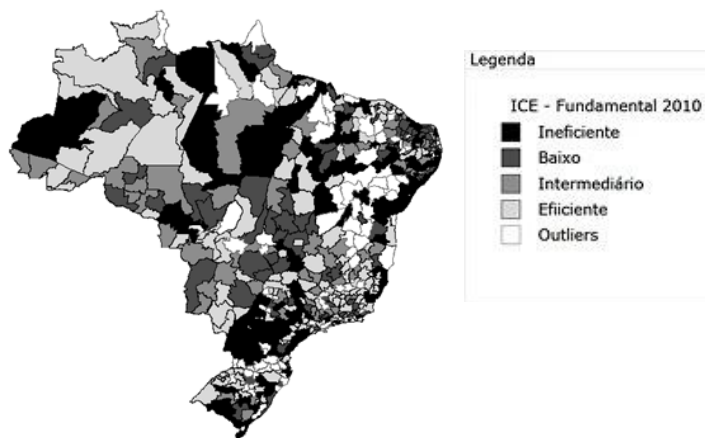 Legenda
ICE - Fundamental 2010
Ineficiente
Baixo
Intermediário
Efiiciente
Outliers